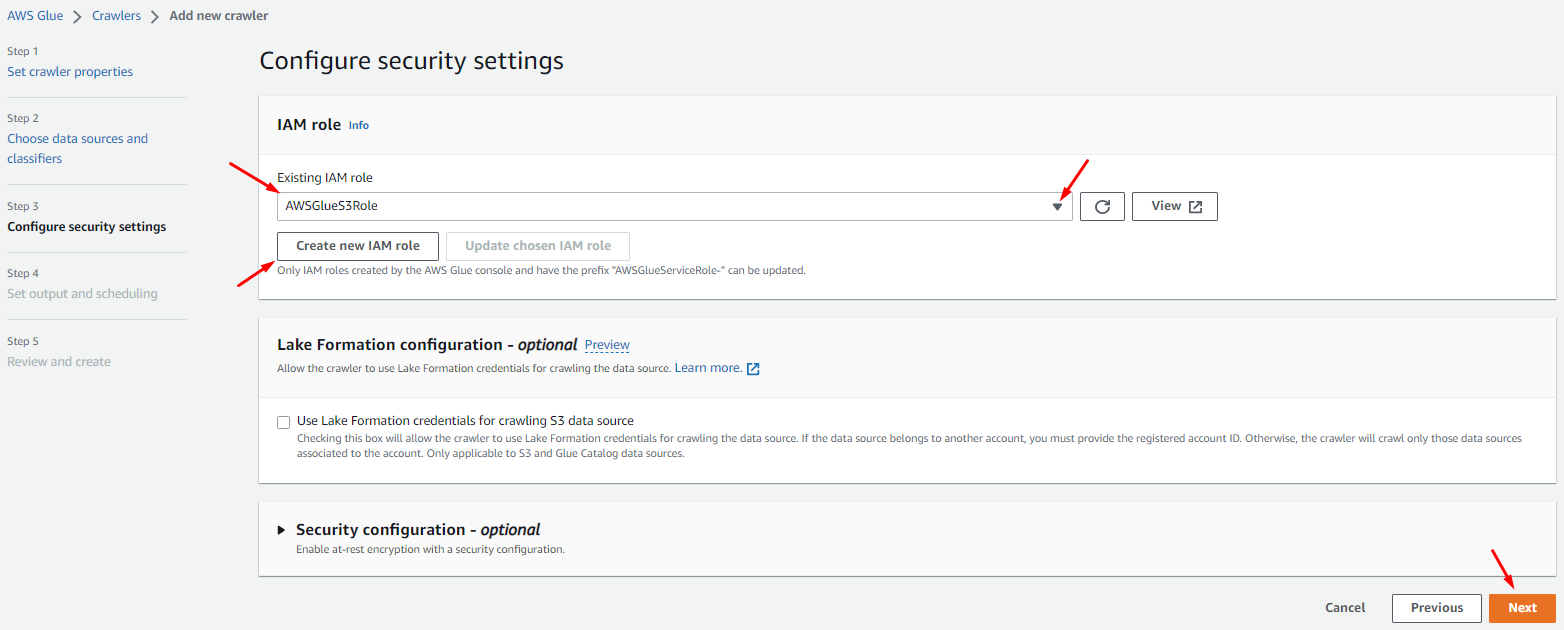 AWS Glue > Crawlers > Add new crawler
Step 1
Set crawler properties
Step 2
Choose data sources and
classifiers
Step 3
Configure security settings
Step 4
Set output and scheduling
Step 5
Review and create
Configure security settings
IAM role Info
Existing IAM role
AWSGlueS3Role
View
Create new IAM role Update chosen IAM role
Only IAM roles created by the AWS Glue console and have the prefix "AWSGlueServiceRole-" can be updated.
Lake Formation configuration - optional Preview
Allow the crawler to use Lake Formation credentials for crawling the data source. Learn more.
Use Lake Formation credentials for crawling S3 data source
Checking this box will allow the crawler to use Lake Formation credentials for crawling the data source. If the data source belongs to another account, you must provide the registered account ID. Otherwise, the crawler will crawl only those data sources
associated to the account. Only applicable to S3 and Glue Catalog data sources.
Security configuration - optional
Enable at-rest encryption with a security configuration.
Cancel Previous Next